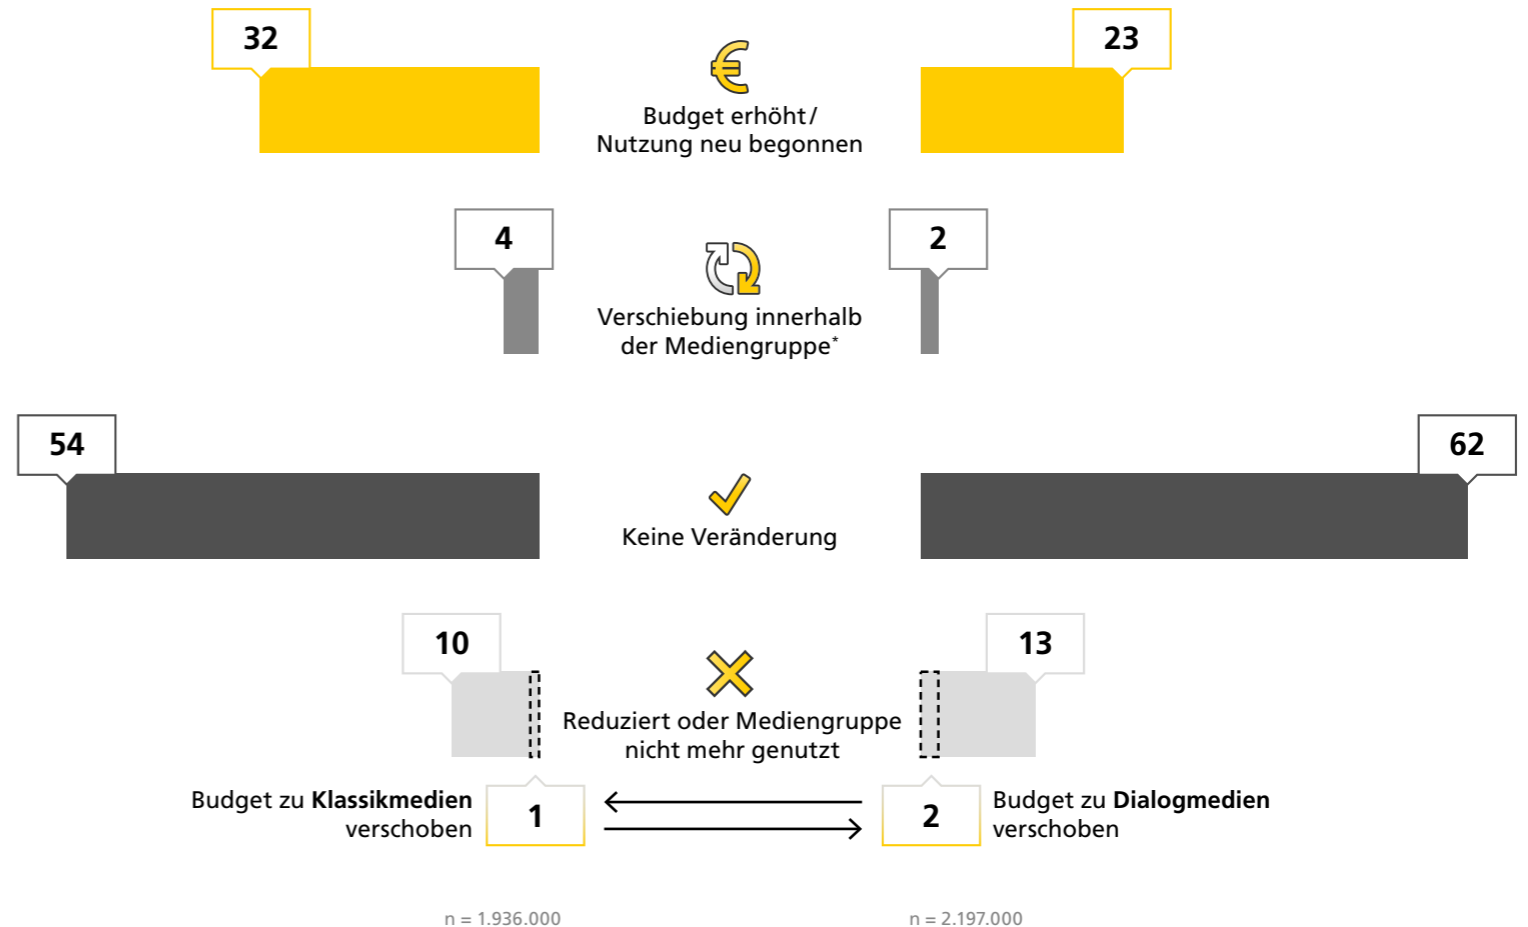 32
23
Budget erhöht/
Nutzung neu begonnen
4
2
Verschiebung innerhalb
der Mediengruppe*
54
62
Keine Veränderung
10
13
Reduziert oder Mediengruppe
nicht mehr genutzt
Budget zu Klassikmedien
verschoben
1
2
Budget zu Dialogmedien
verschoben
n = 1.936.000
n = 2.197.000